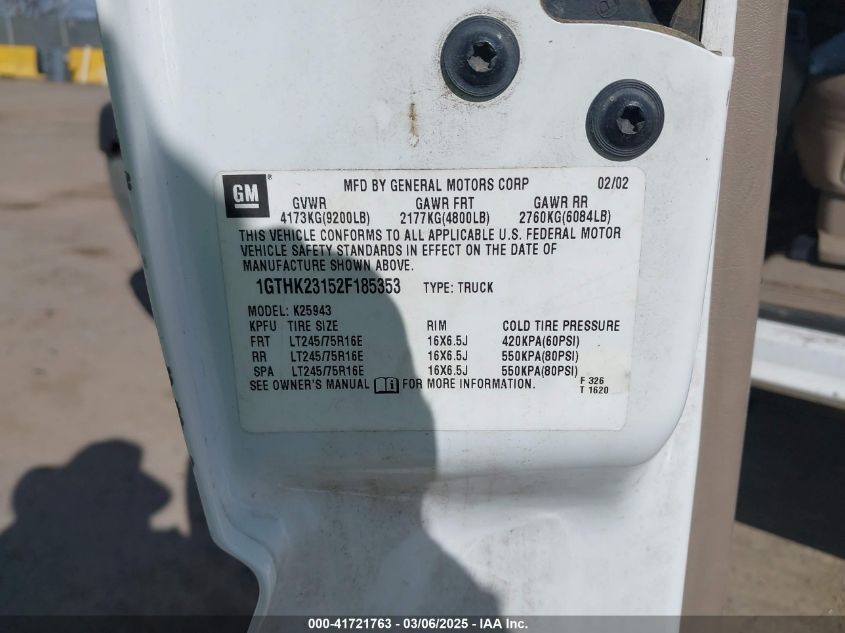 GM®
MFD BY GENERAL MOTORS CORP 02/02
GVWR GAWR FRT GAWR RR
4173KG(9200LB) 2177KG(4800LB) 2760KG(6084LB)
THIS VEHICLE CONFORMS TO ALL APPLICABLE U.S. FEDERAL MOTOR
VEHICLE SAFETY STANDARDS IN EFFECT ON THE DATE OF
MANUFACTURE SHOWN ABOVE.
1GTHK23152F185353 TYPE: TRUCK
MODEL: K25943
KPFU TIRE SIZE RIM COLD TIRE PRESSURE
FRT LT245/75R16E 16X6.5J 420KPA(60PSI)
RR LT245/75R16E 16X6.5J 550KPA(80PSI)
SPA LT245/75R16E 16X6.5J 550KPA(80PSI)
SEE OWNER'S MANUAL FOR MORE INFORMATION.
F 326
T 1620
000-41721763 - 03/06/2025 - IAA Inc.